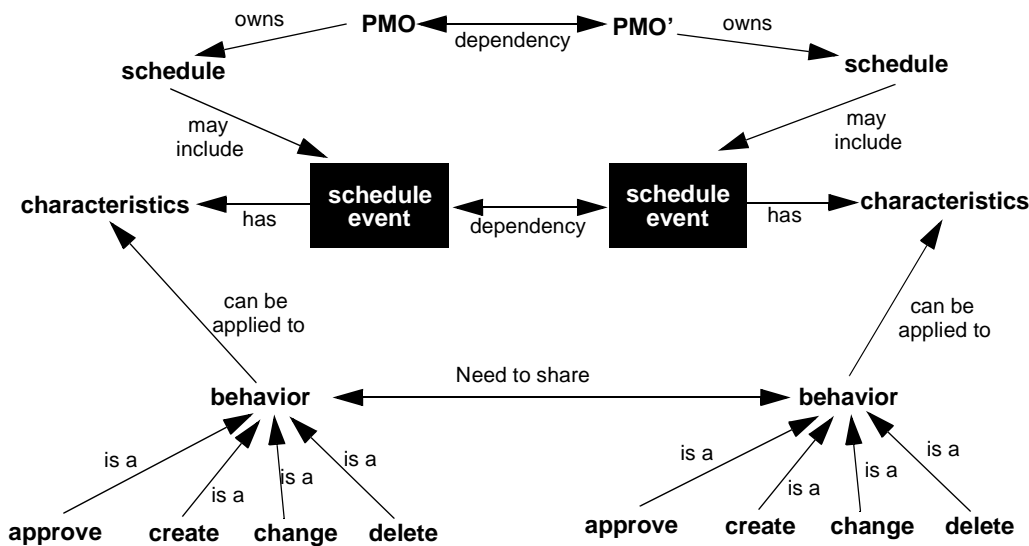 owns
PMO
dependency
PMO’
owns
schedule
schedule
may
include
may
include
schedule
event
schedule
event
characteristics
has
dependency
has
characteristics
can be
applied to
can be
applied to
Need to share
behavior
behavior
is a
is a
is a
is a
is a
is a
is a
is a
approve
create
change
delete
approve
create
change
delete